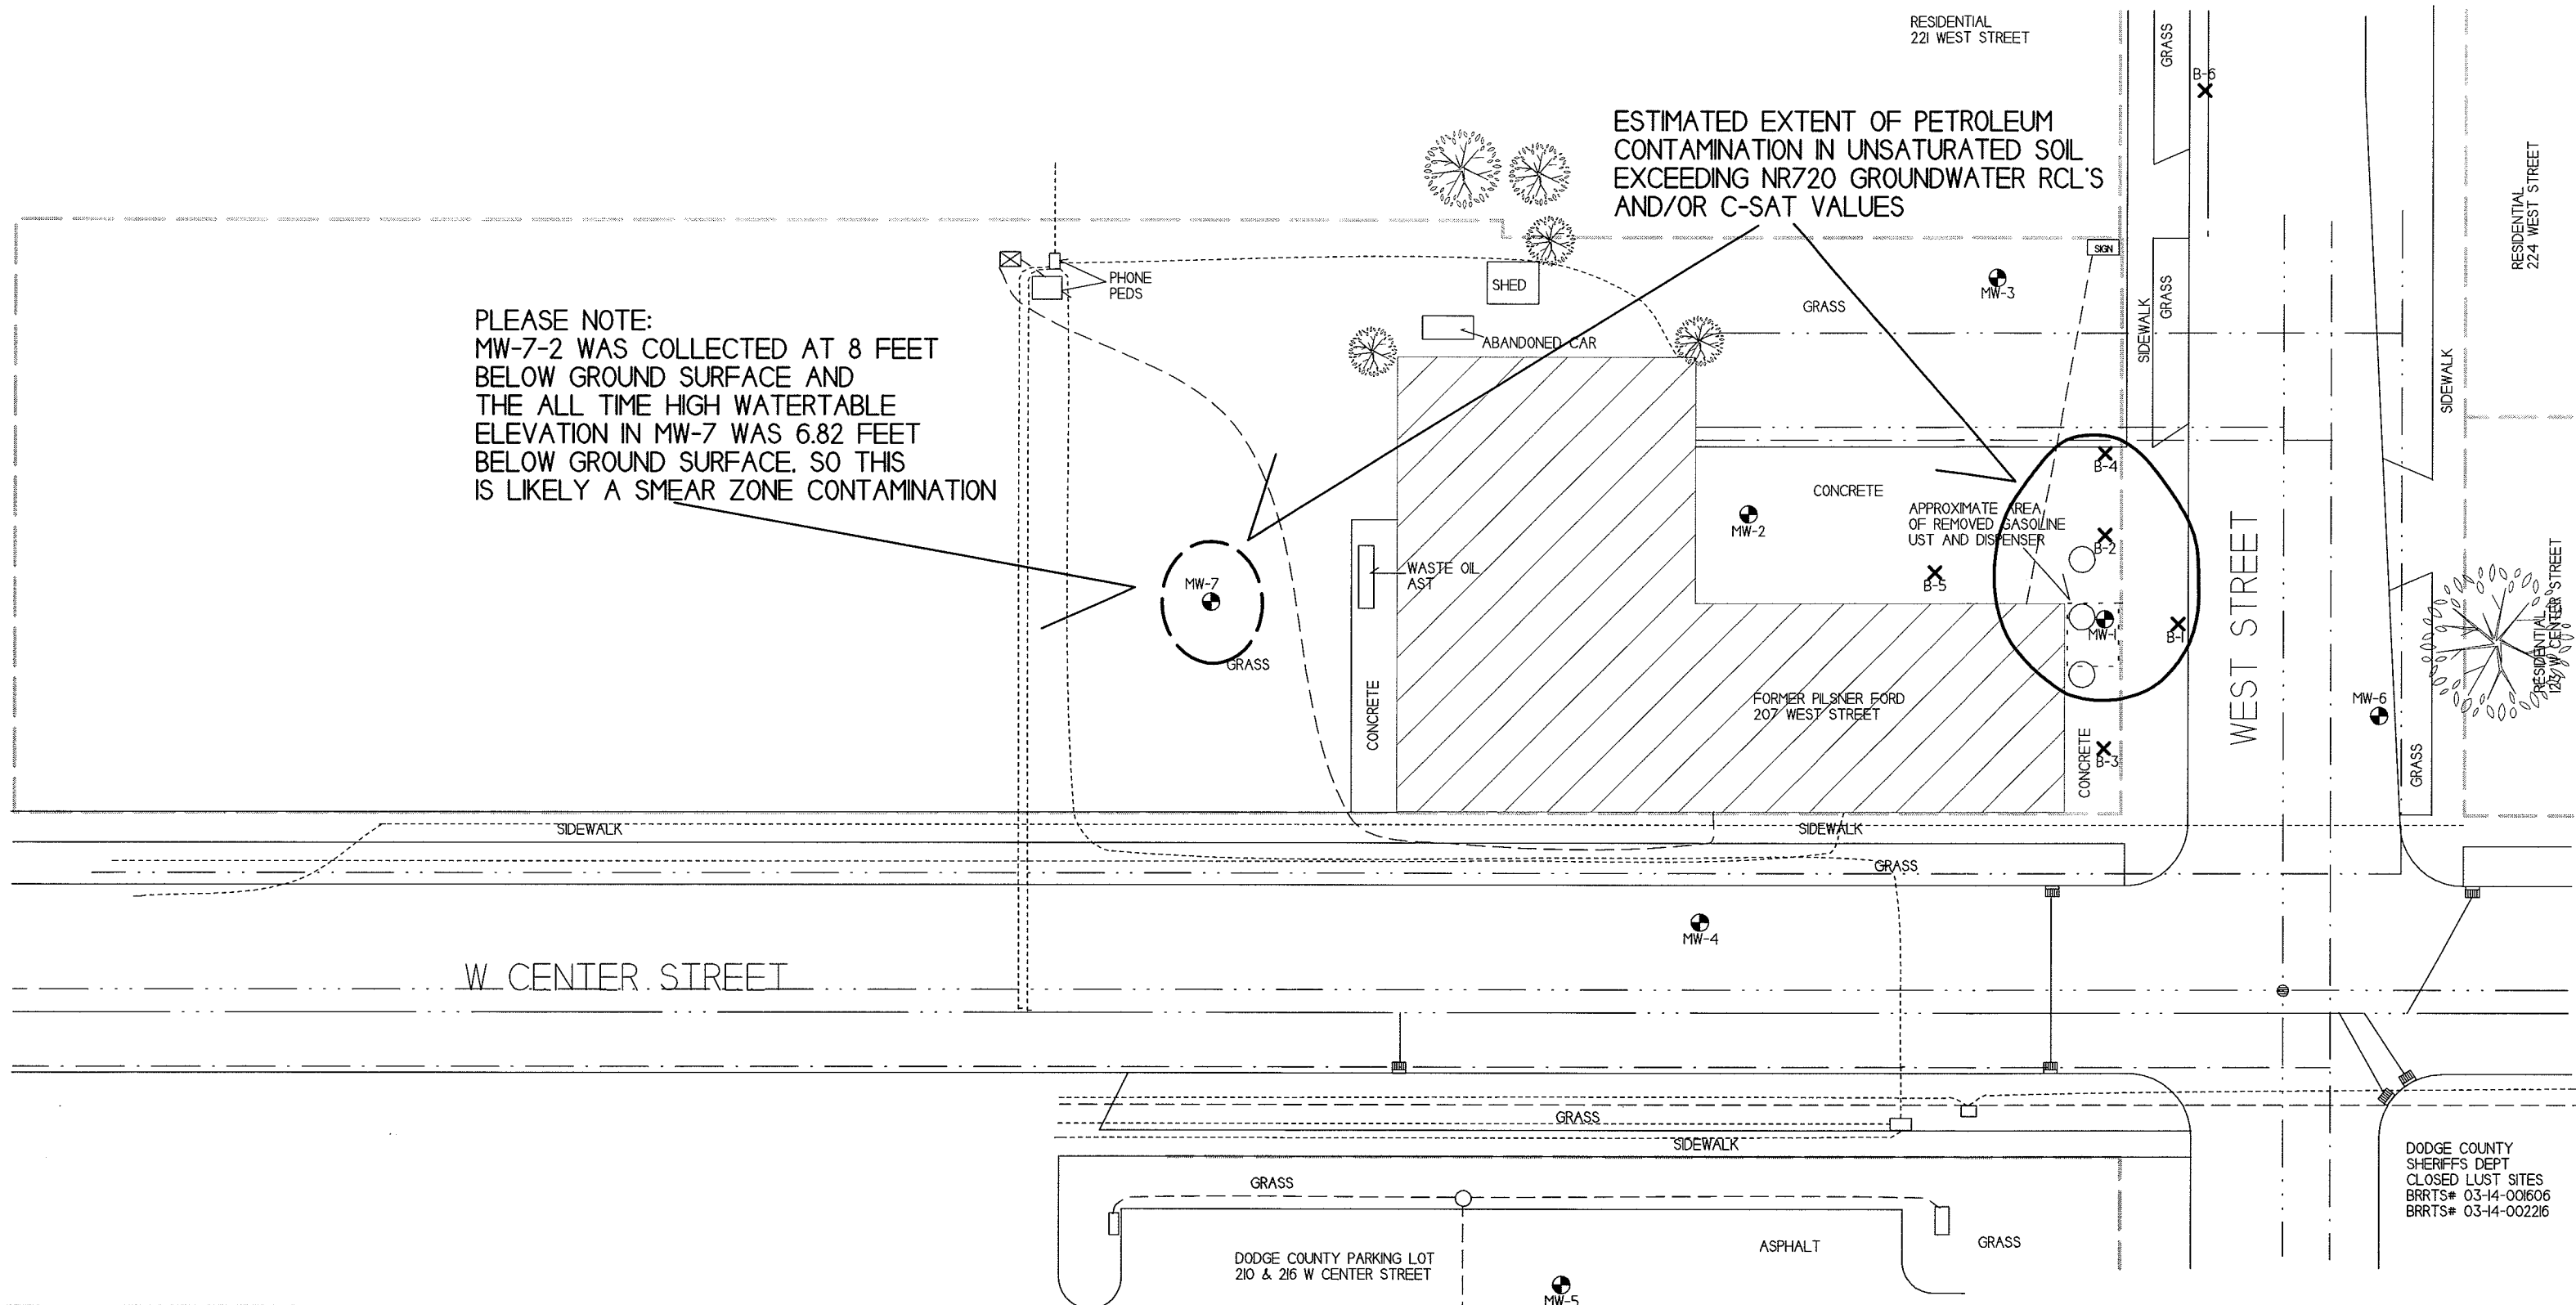 RESIDENTIAL
221 WEST STREET
GRASS
B-6
ESTIMATED EXTENT OF PETROLEUM
CONTAMINATION IN UNSATURATED SOIL
EXCEEDING NR720 GROUNDWATER RCL'S
AND/OR C-SAT VALUES
RESIDENTIAL
224 WEST STREET
SIGN
PHONE
PEDS
SHED
MW-3
GRASS
GRASS
SIDEWALK
SIDEWALK
ABANDONED CAR
PLEASE NOTE:
MW-7-2 WAS COLLECTED AT 8 FEET
BELOW GROUND SURFACE AND
THE ALL TIME HIGH WATERTABLE
ELEVATION IN MW-7 WAS 6.82 FEET
BELOW GROUND SURFACE. SO THIS
IS LIKELY A SMEAR ZONE CONTAMINATION
B-4
CONCRETE
APPROXIMATE AREA
OF REMOVED GASOLINE
UST AND DISPENSER
MW-2
B-2
B-5
WASTE OIL
AST
MW-7
GRASS
MW-1
B-1
WEST STREET
RESIDENTIAL
123 W CENTER STREET
CONCRETE
FORMER PILSNER FORD
207 WEST STREET
MW-6
CONCRETE
B-3
GRASS
SIDEWALK
SIDEWALK
GRASS
MW-4
W CENTER STREET
GRASS
SIDEWALK
GRASS
DODGE COUNTY
SHERIFFS DEPT
CLOSED LUST SITES
BRRTS# 03-14-001606
BRRTS# 03-14-002216
DODGE COUNTY PARKING LOT
210 & 216 W CENTER STREET
ASPHALT
GRASS
MW-5